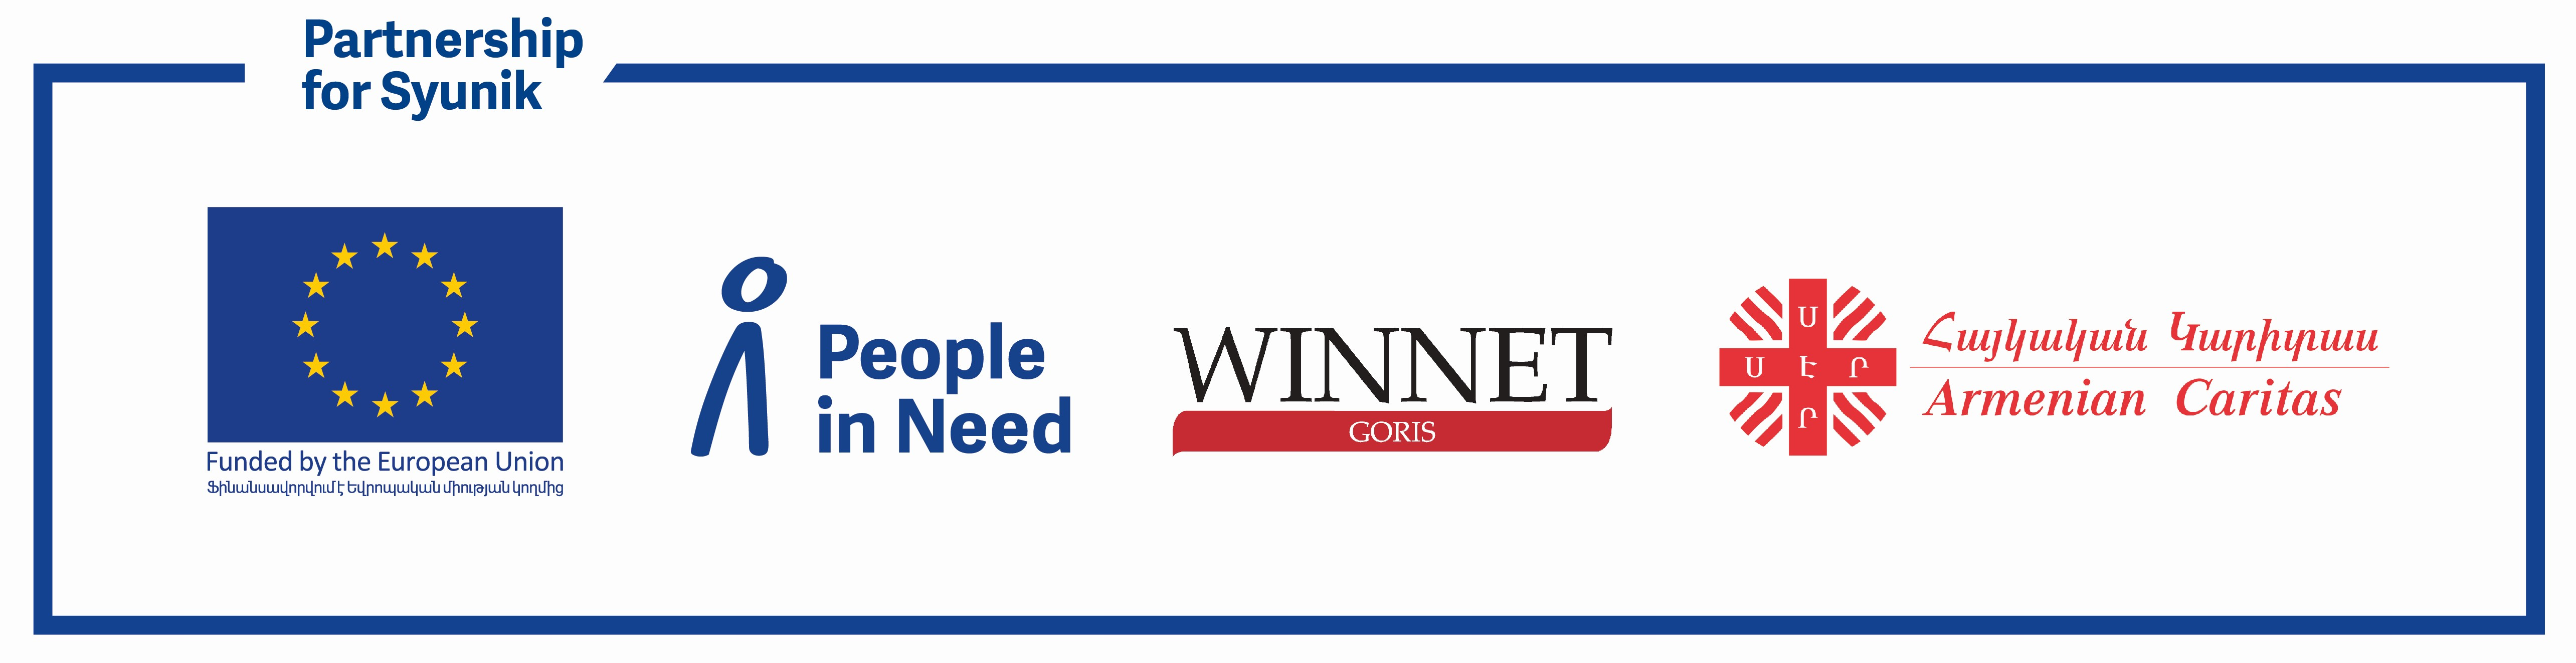 Partnership
for Syunik
Funded by the European Union
Ֆինանսավորվում է Եվրոպական միության կողմից
People
in Need
WINNET
GORIS
Ս
Ս Է Ր
Ր
Հայկական Կարիտաս
Armenian Caritas